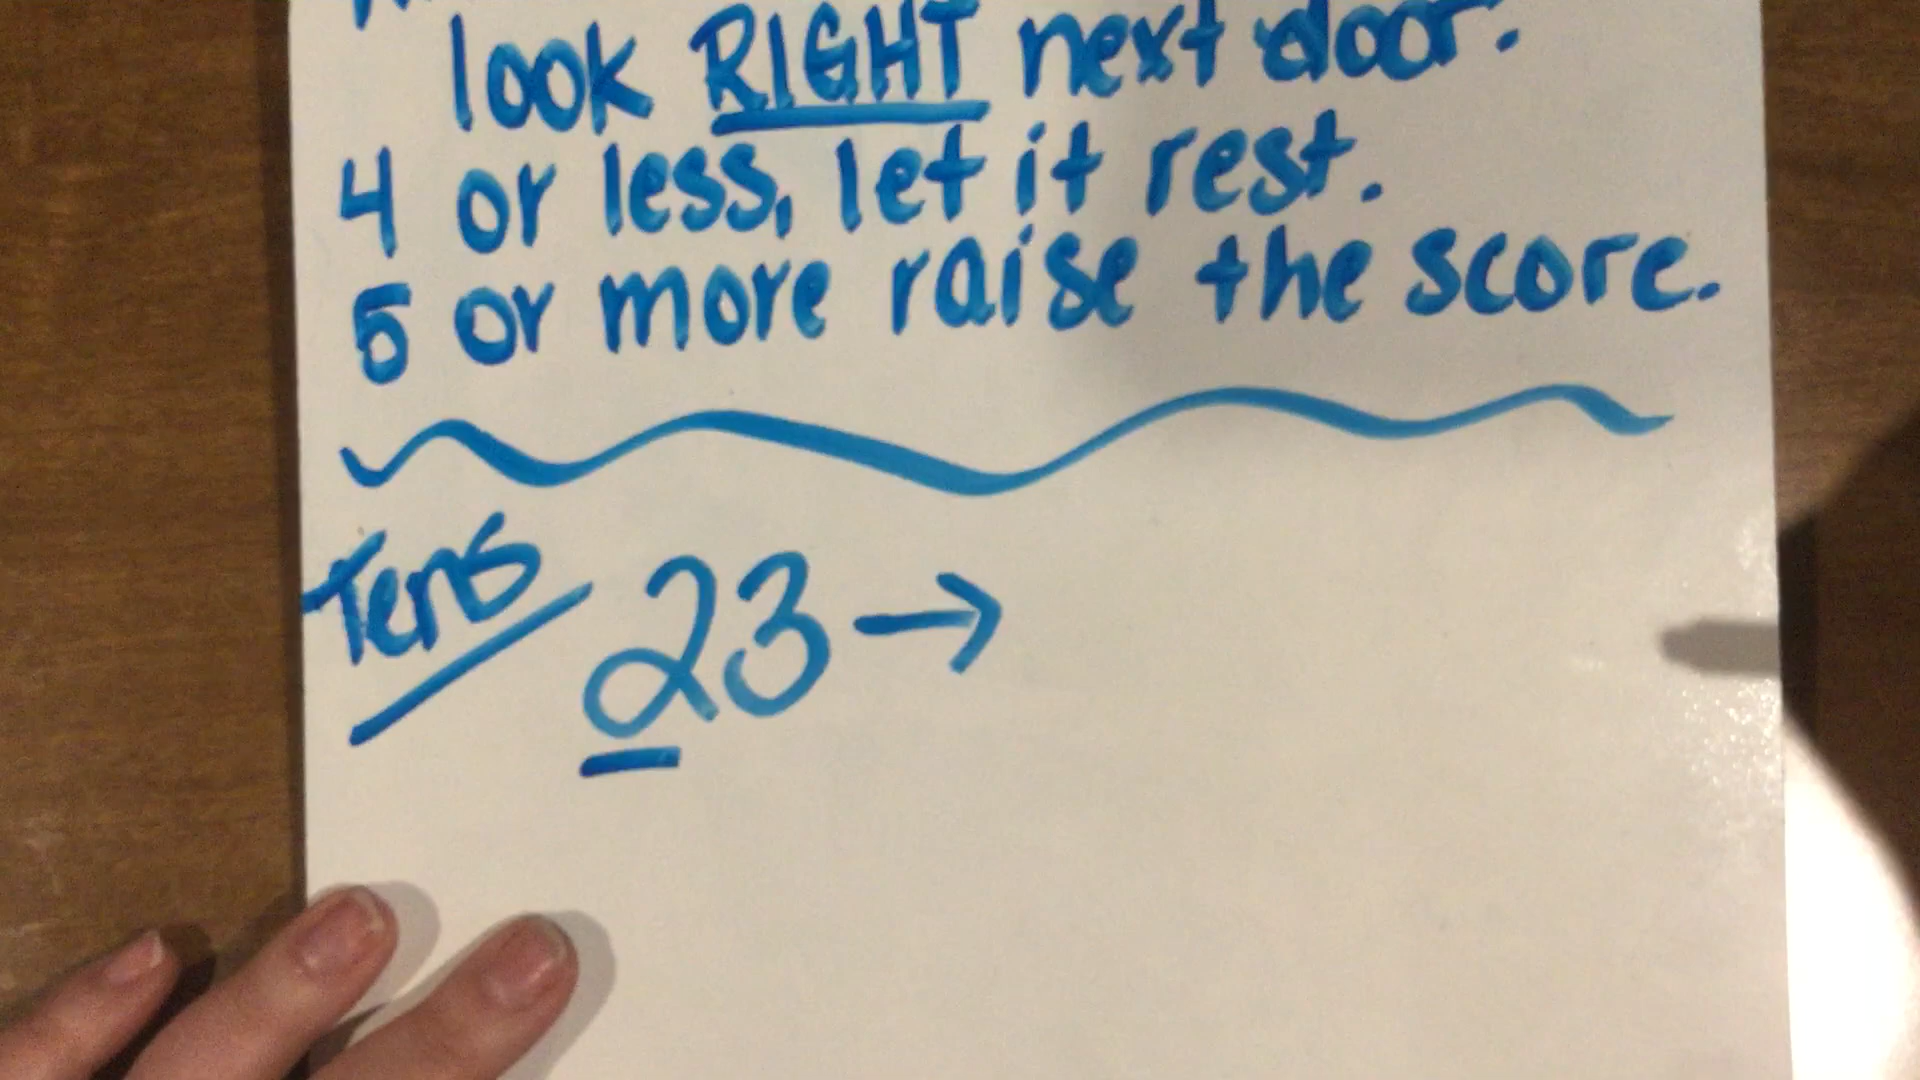 look RIGHT next door.
4 or less, let it rest.
5 or more raise the score.
Tens 23→